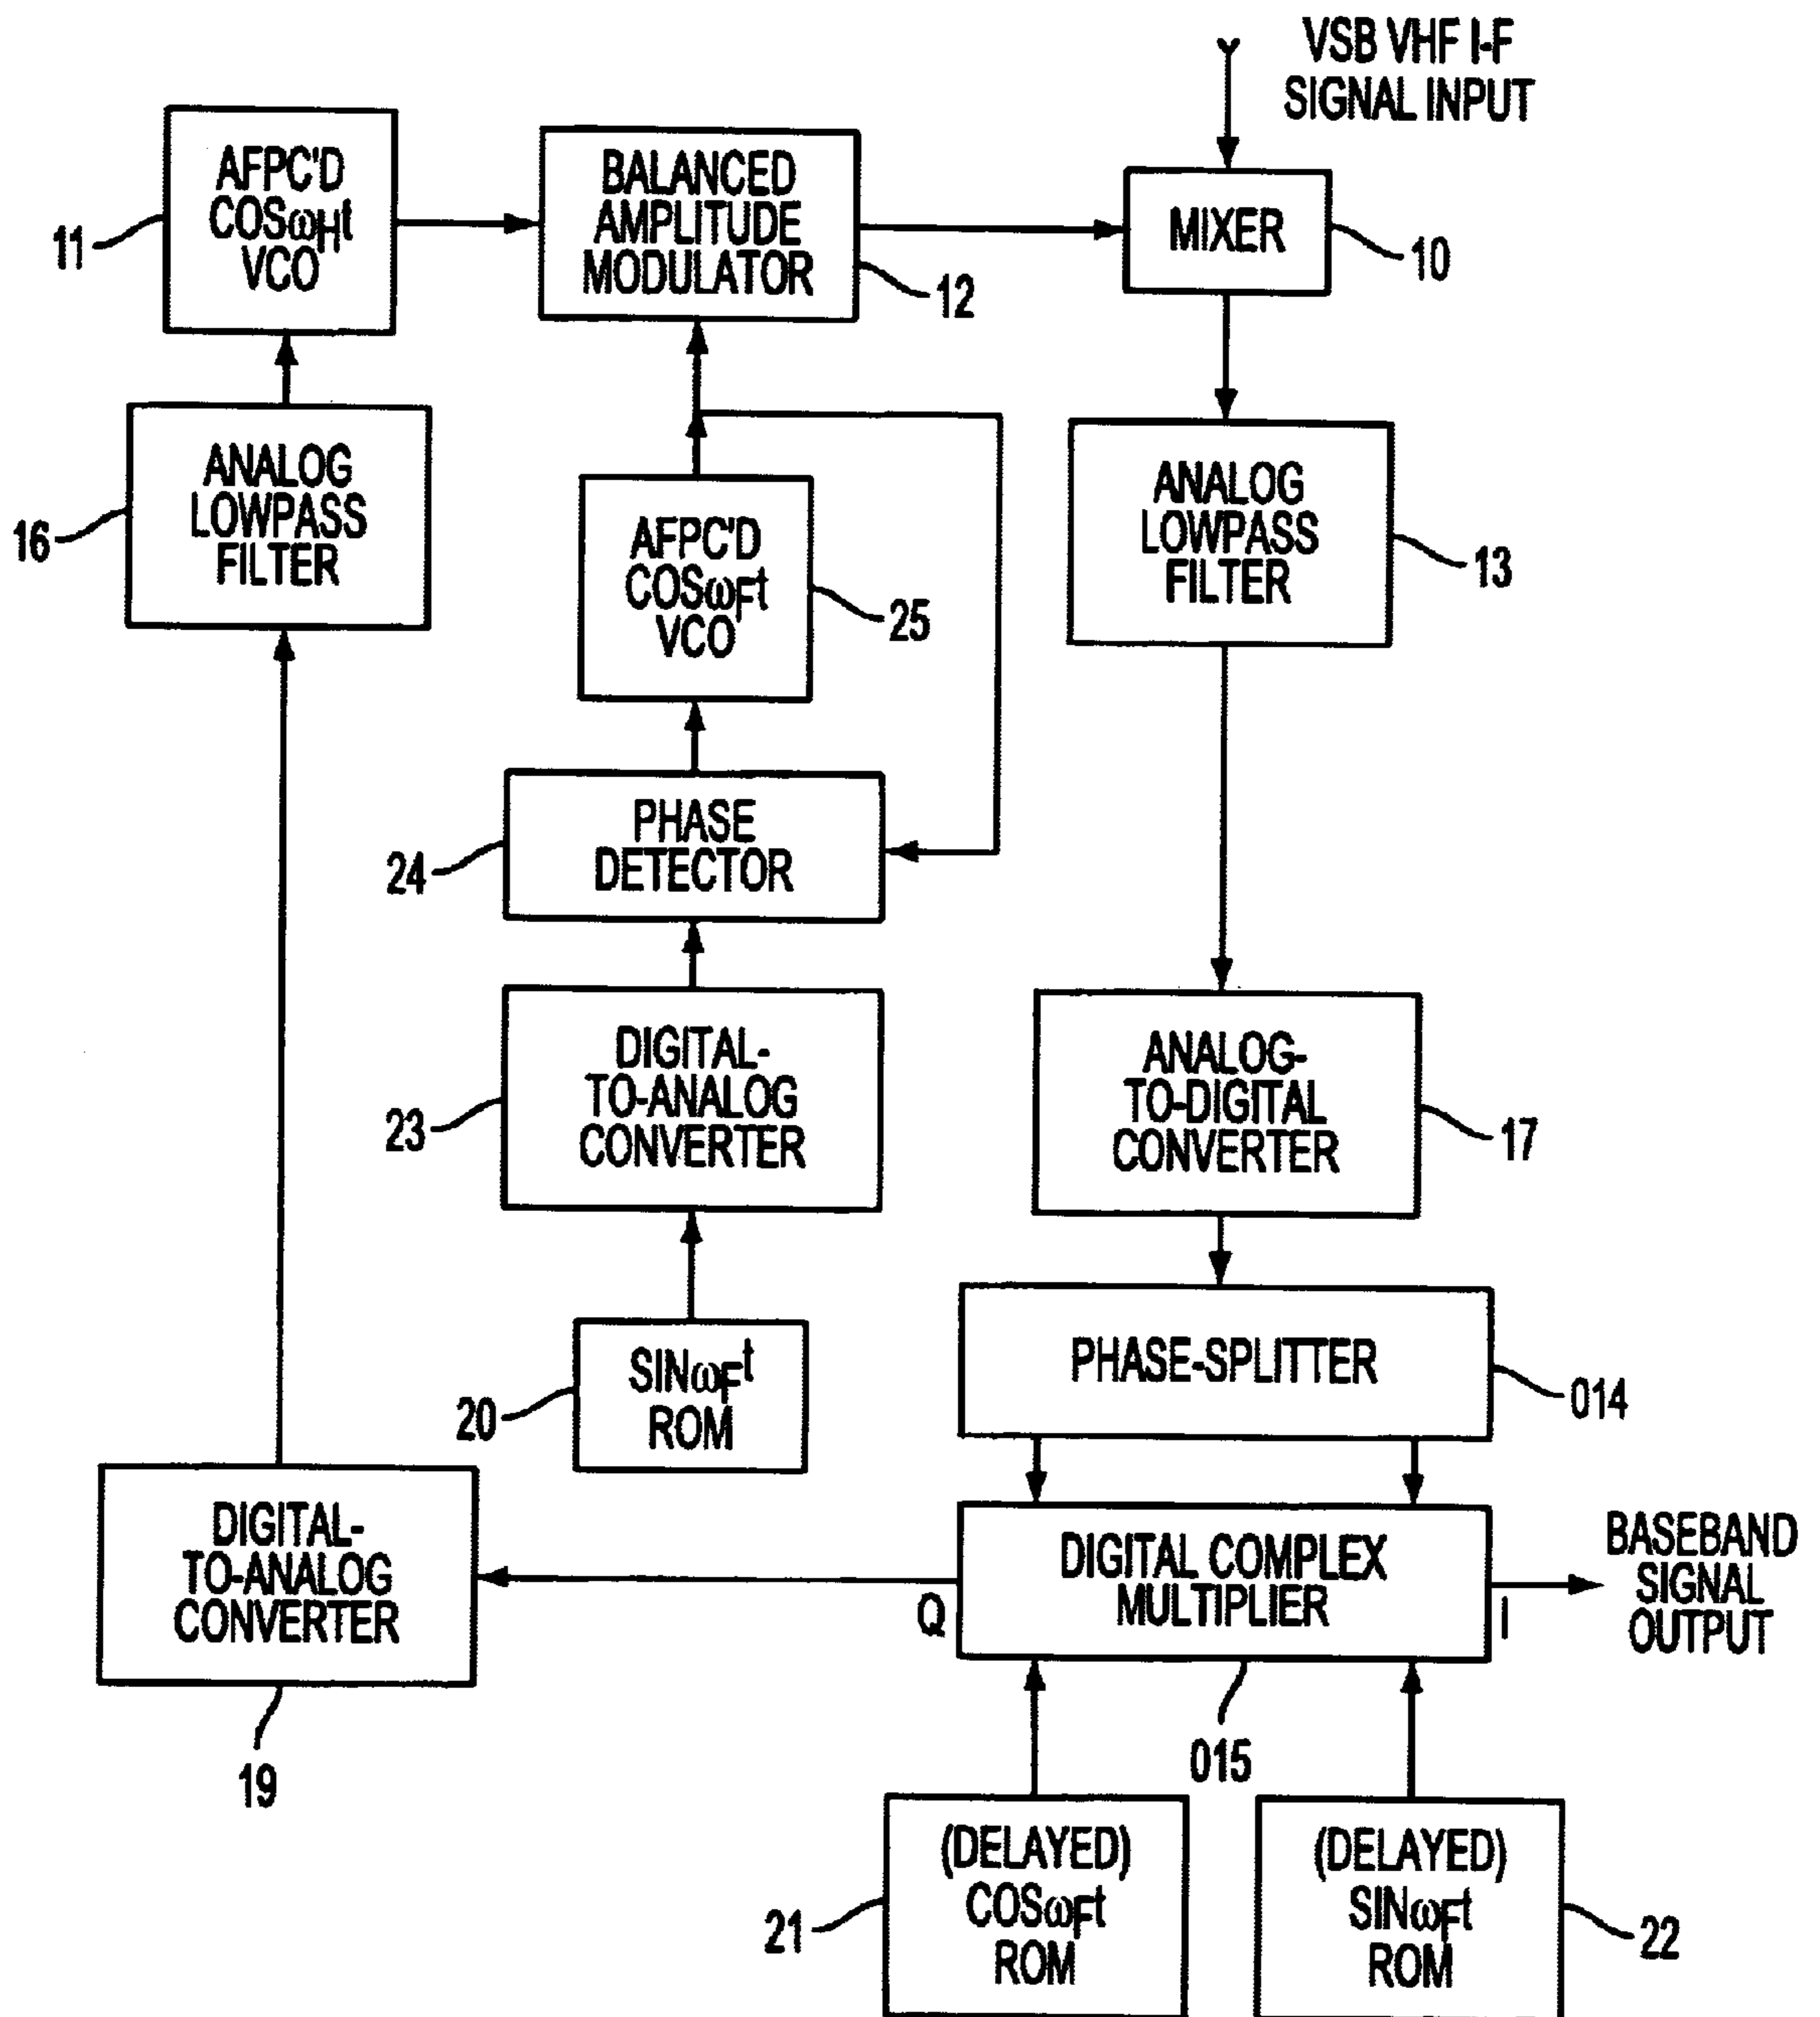 VSB VHF I-F
SIGNAL INPUT
AFPC'D
COSωHt
VCO
11
BALANCED
AMPLITUDE
MODULATOR
12
MIXER
10
ANALOG
LOWPASS
FILTER
16
AFPC'D
COSωFt
VCO
25
ANALOG
LOWPASS
FILTER
13
PHASE
DETECTOR
24
DIGITAL-
TO-ANALOG
CONVERTER
23
ANALOG-
TO-DIGITAL
CONVERTER
17
SINωFt
ROM
20
PHASE-SPLITTER
014
DIGITAL-
TO-ANALOG
CONVERTER
19
Q
DIGITAL COMPLEX
MULTIPLIER
I
015
BASEBAND
SIGNAL
OUTPUT
(DELAYED)
COSωFt
ROM
21
(DELAYED)
SINωFt
ROM
22